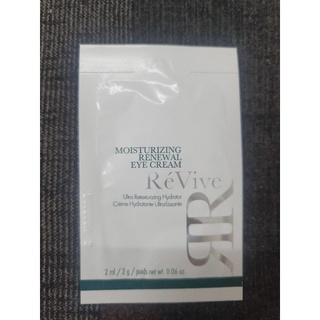 MOISTURIZING
RENEWAL
EYE CREAM
RéVive
Ultra Retexturizing Hydrator
Crème Hydratante Ultralissante
RR
2 ml / 2 g / poids net wt. 0.06 oz.